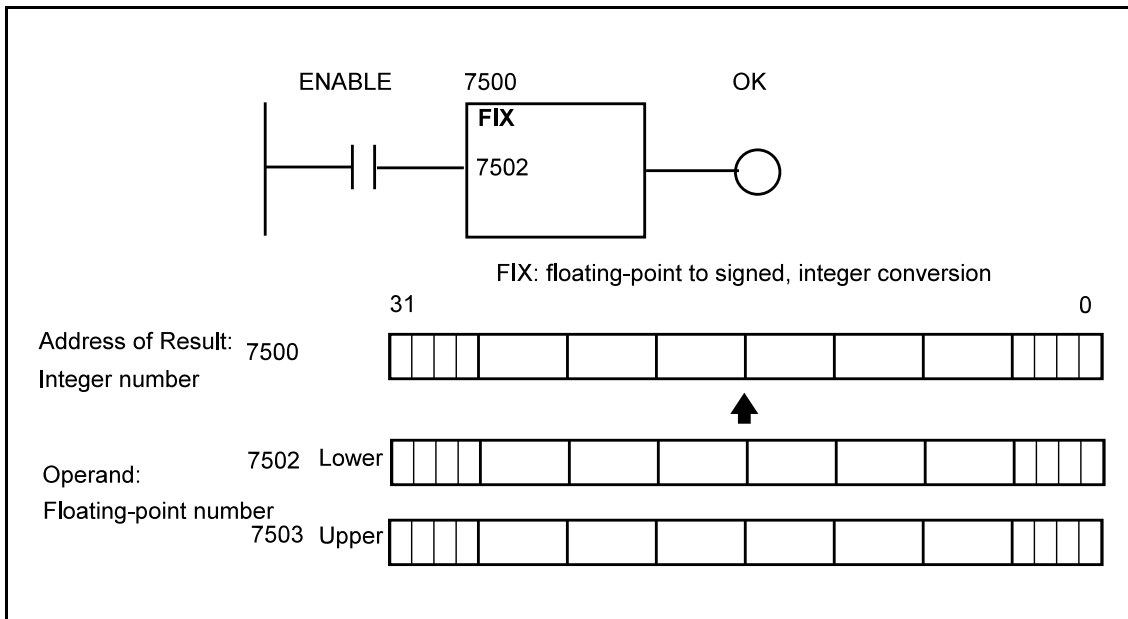 ENABLE 7500 OK
FIX
7502
FIX: floating-point to signed, integer conversion
31 0
Address of Result: 7500
Integer number
7502 Lower
Operand:
Floating-point number
7503 Upper